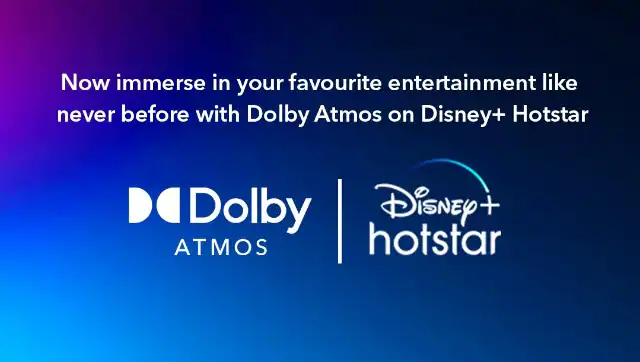 Now immerse in your favourite entertainment like
never before with Dolby Atmos on Disney+ Hotstar
Dolby
ATMOS
Disney+
hotstar